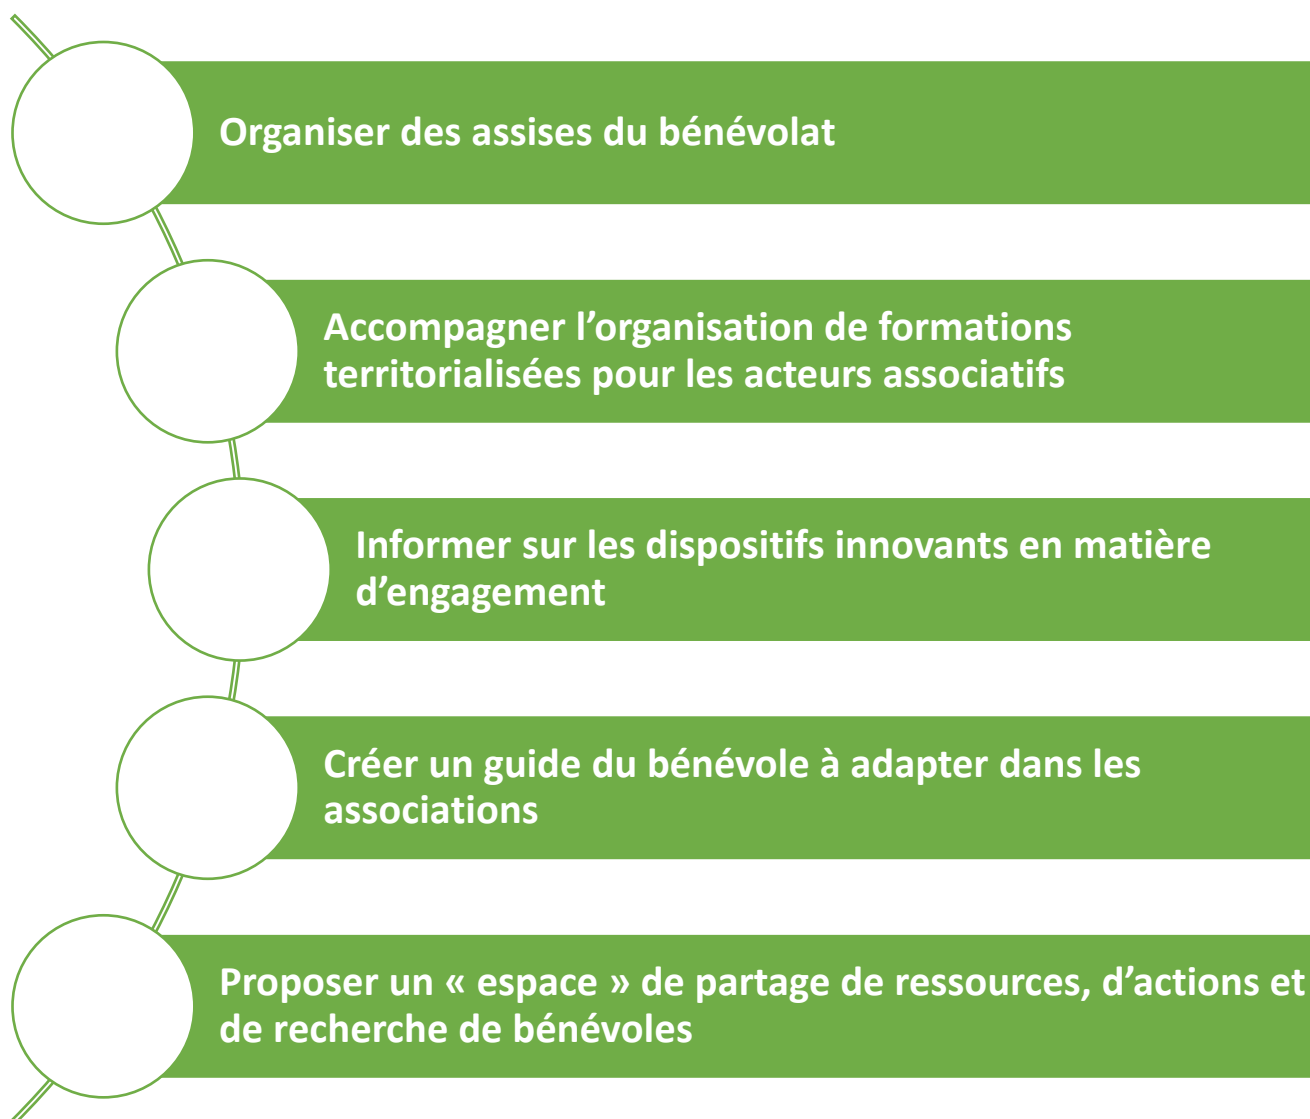 Organiser des assises du bénévolat
Accompagner l’organisation de formations
territorialisées pour les acteurs associatifs
Informer sur les dispositifs innovants en matière
d’engagement
Créer un guide du bénévole à adapter dans les
associations
Proposer un « espace » de partage de ressources, d’actions et
de recherche de bénévoles